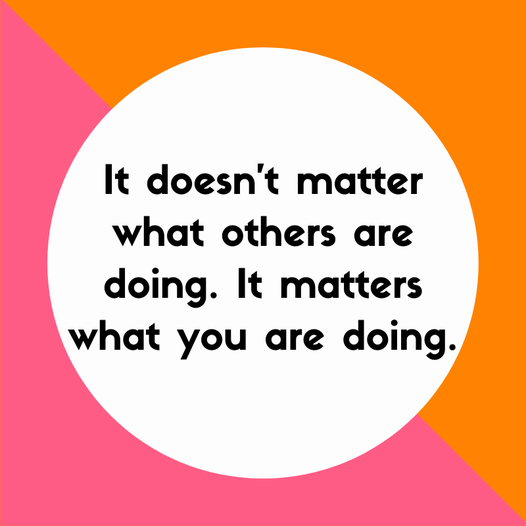 It doesn't matter
what others are
doing. It matters
what you are doing.